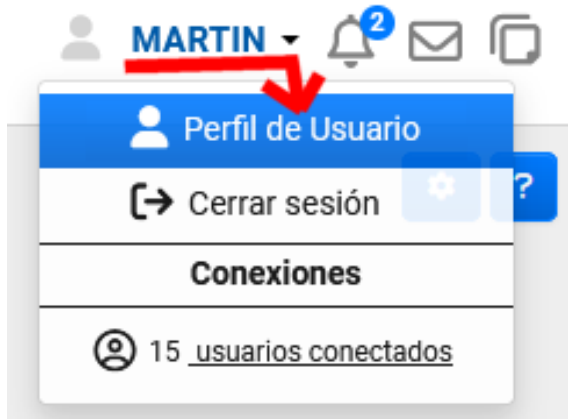 MARTIN
2
Perfil de Usuario
Cerrar sesión
?
Conexiones
15 usuarios conectados